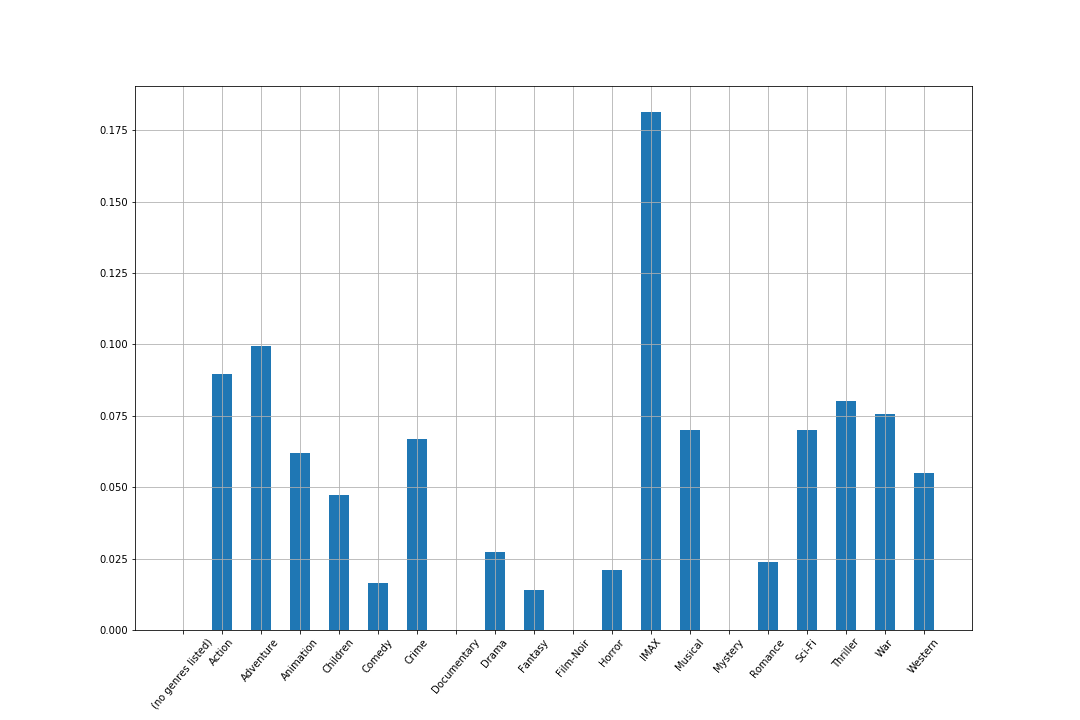 0.175
0.150
0.125
0.100
0.075
0.050
0.025
0.000
(no genres listed)
Action
Adventure
Animation
Children
Comedy
Crime
Documentary
Drama
Fantasy
Film-Noir
Horror
IMAX
Musical
Mystery
Romance
Sci-Fi
Thriller
War
Western